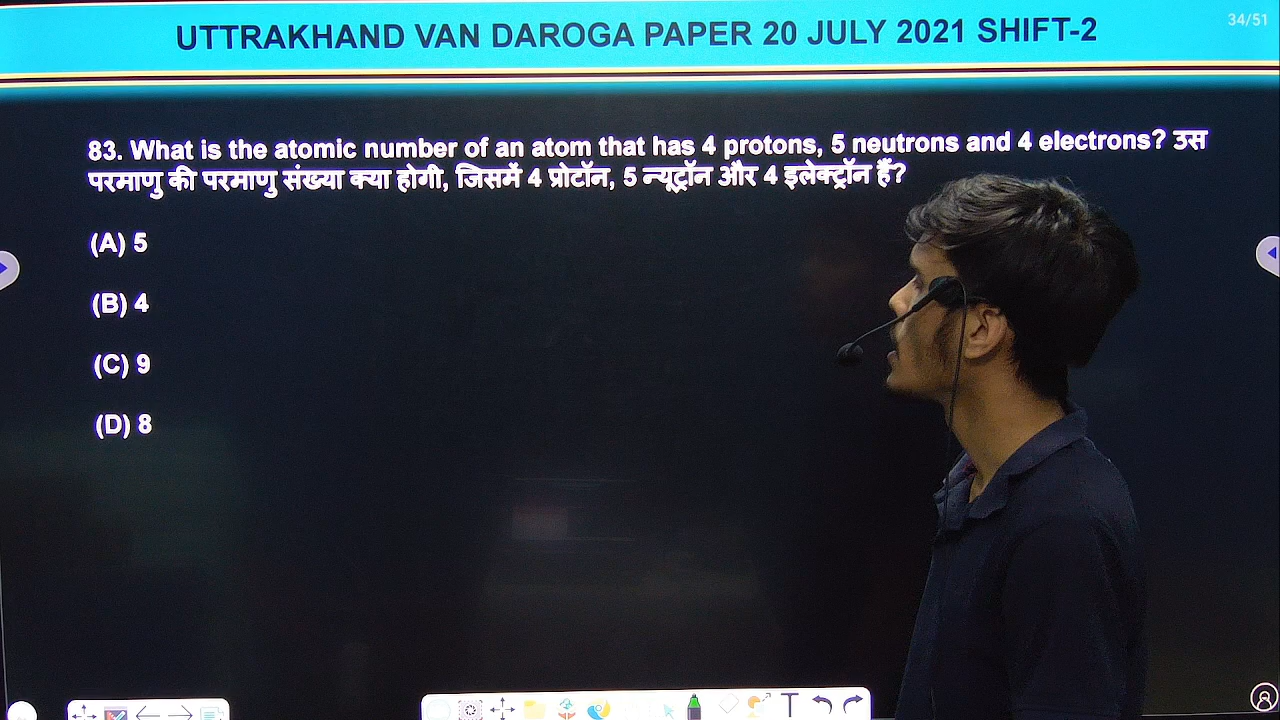 34/51
UTTRAKHAND VAN DAROGA PAPER 20 JULY 2021 SHIFT-2
83. What is the atomic number of an atom that has 4 protons, 5 neutrons and 4 electrons? उस
परमाणु की परमाणु संख्या क्या होगी, जिसमें 4 प्रोटॉन, 5 न्यूट्रॉन और 4 इलेक्ट्रॉन हैं?
(A) 5
(B) 4
(C) 9
(D) 8
T